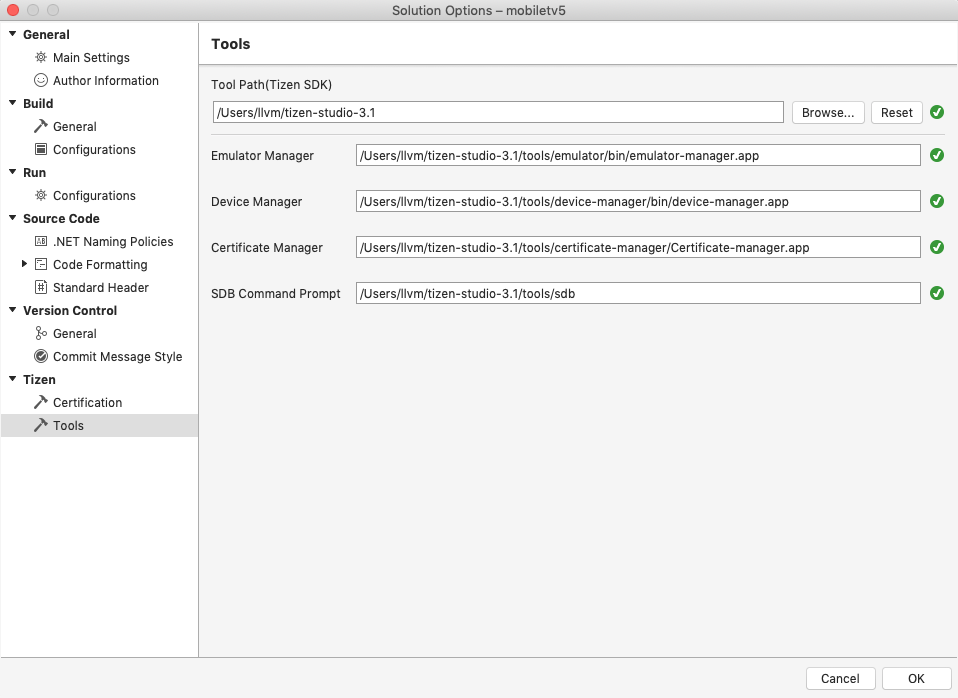 Solution Options – mobiletv5
General
Main Settings
Author Information
Build
General
Configurations
Run
Configurations
Source Code
.NET Naming Policies
Code Formatting
Standard Header
Version Control
General
Commit Message Style
Tizen
Certification
Tools
Tools
Tool Path(Tizen SDK)
/Users/llvm/tizen-studio-3.1
Browse...
Reset
Emulator Manager
/Users/llvm/tizen-studio-3.1/tools/emulator/bin/emulator-manager.app
Device Manager
/Users/llvm/tizen-studio-3.1/tools/device-manager/bin/device-manager.app
Certificate Manager
/Users/llvm/tizen-studio-3.1/tools/certificate-manager/Certificate-manager.app
SDB Command Prompt
/Users/llvm/tizen-studio-3.1/tools/sdb
Cancel
OK